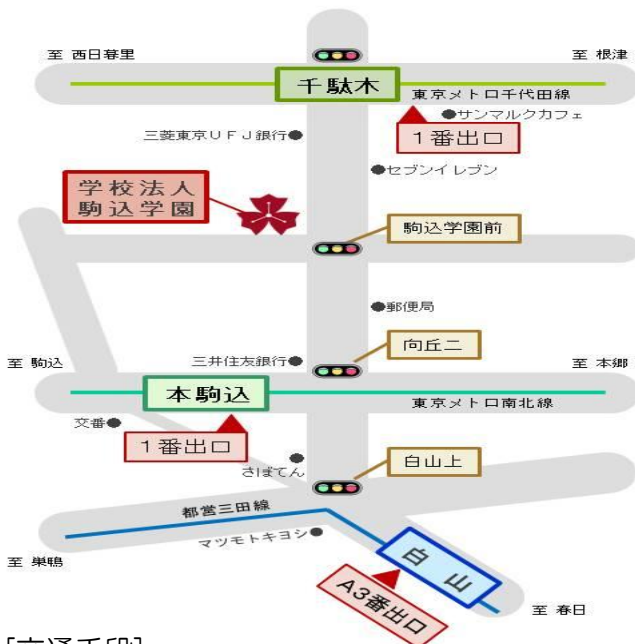 至 西日暮里
至 根津
千駄木
東京メトロ千代田線
サンマルクカフェ
三菱東京UFJ銀行
1番出口
セブンイレブン
学校法人
駒込学園
駒込学園前
郵便局
向丘二
至 駒込
三井住友銀行
至 本郷
本駒込
東京メトロ南北線
交番
1番出口
さぼてん
白山上
都営三田線
マツモトキヨシ
白山
至 巣鴨
A3番出口
至 春日
[交通手段]